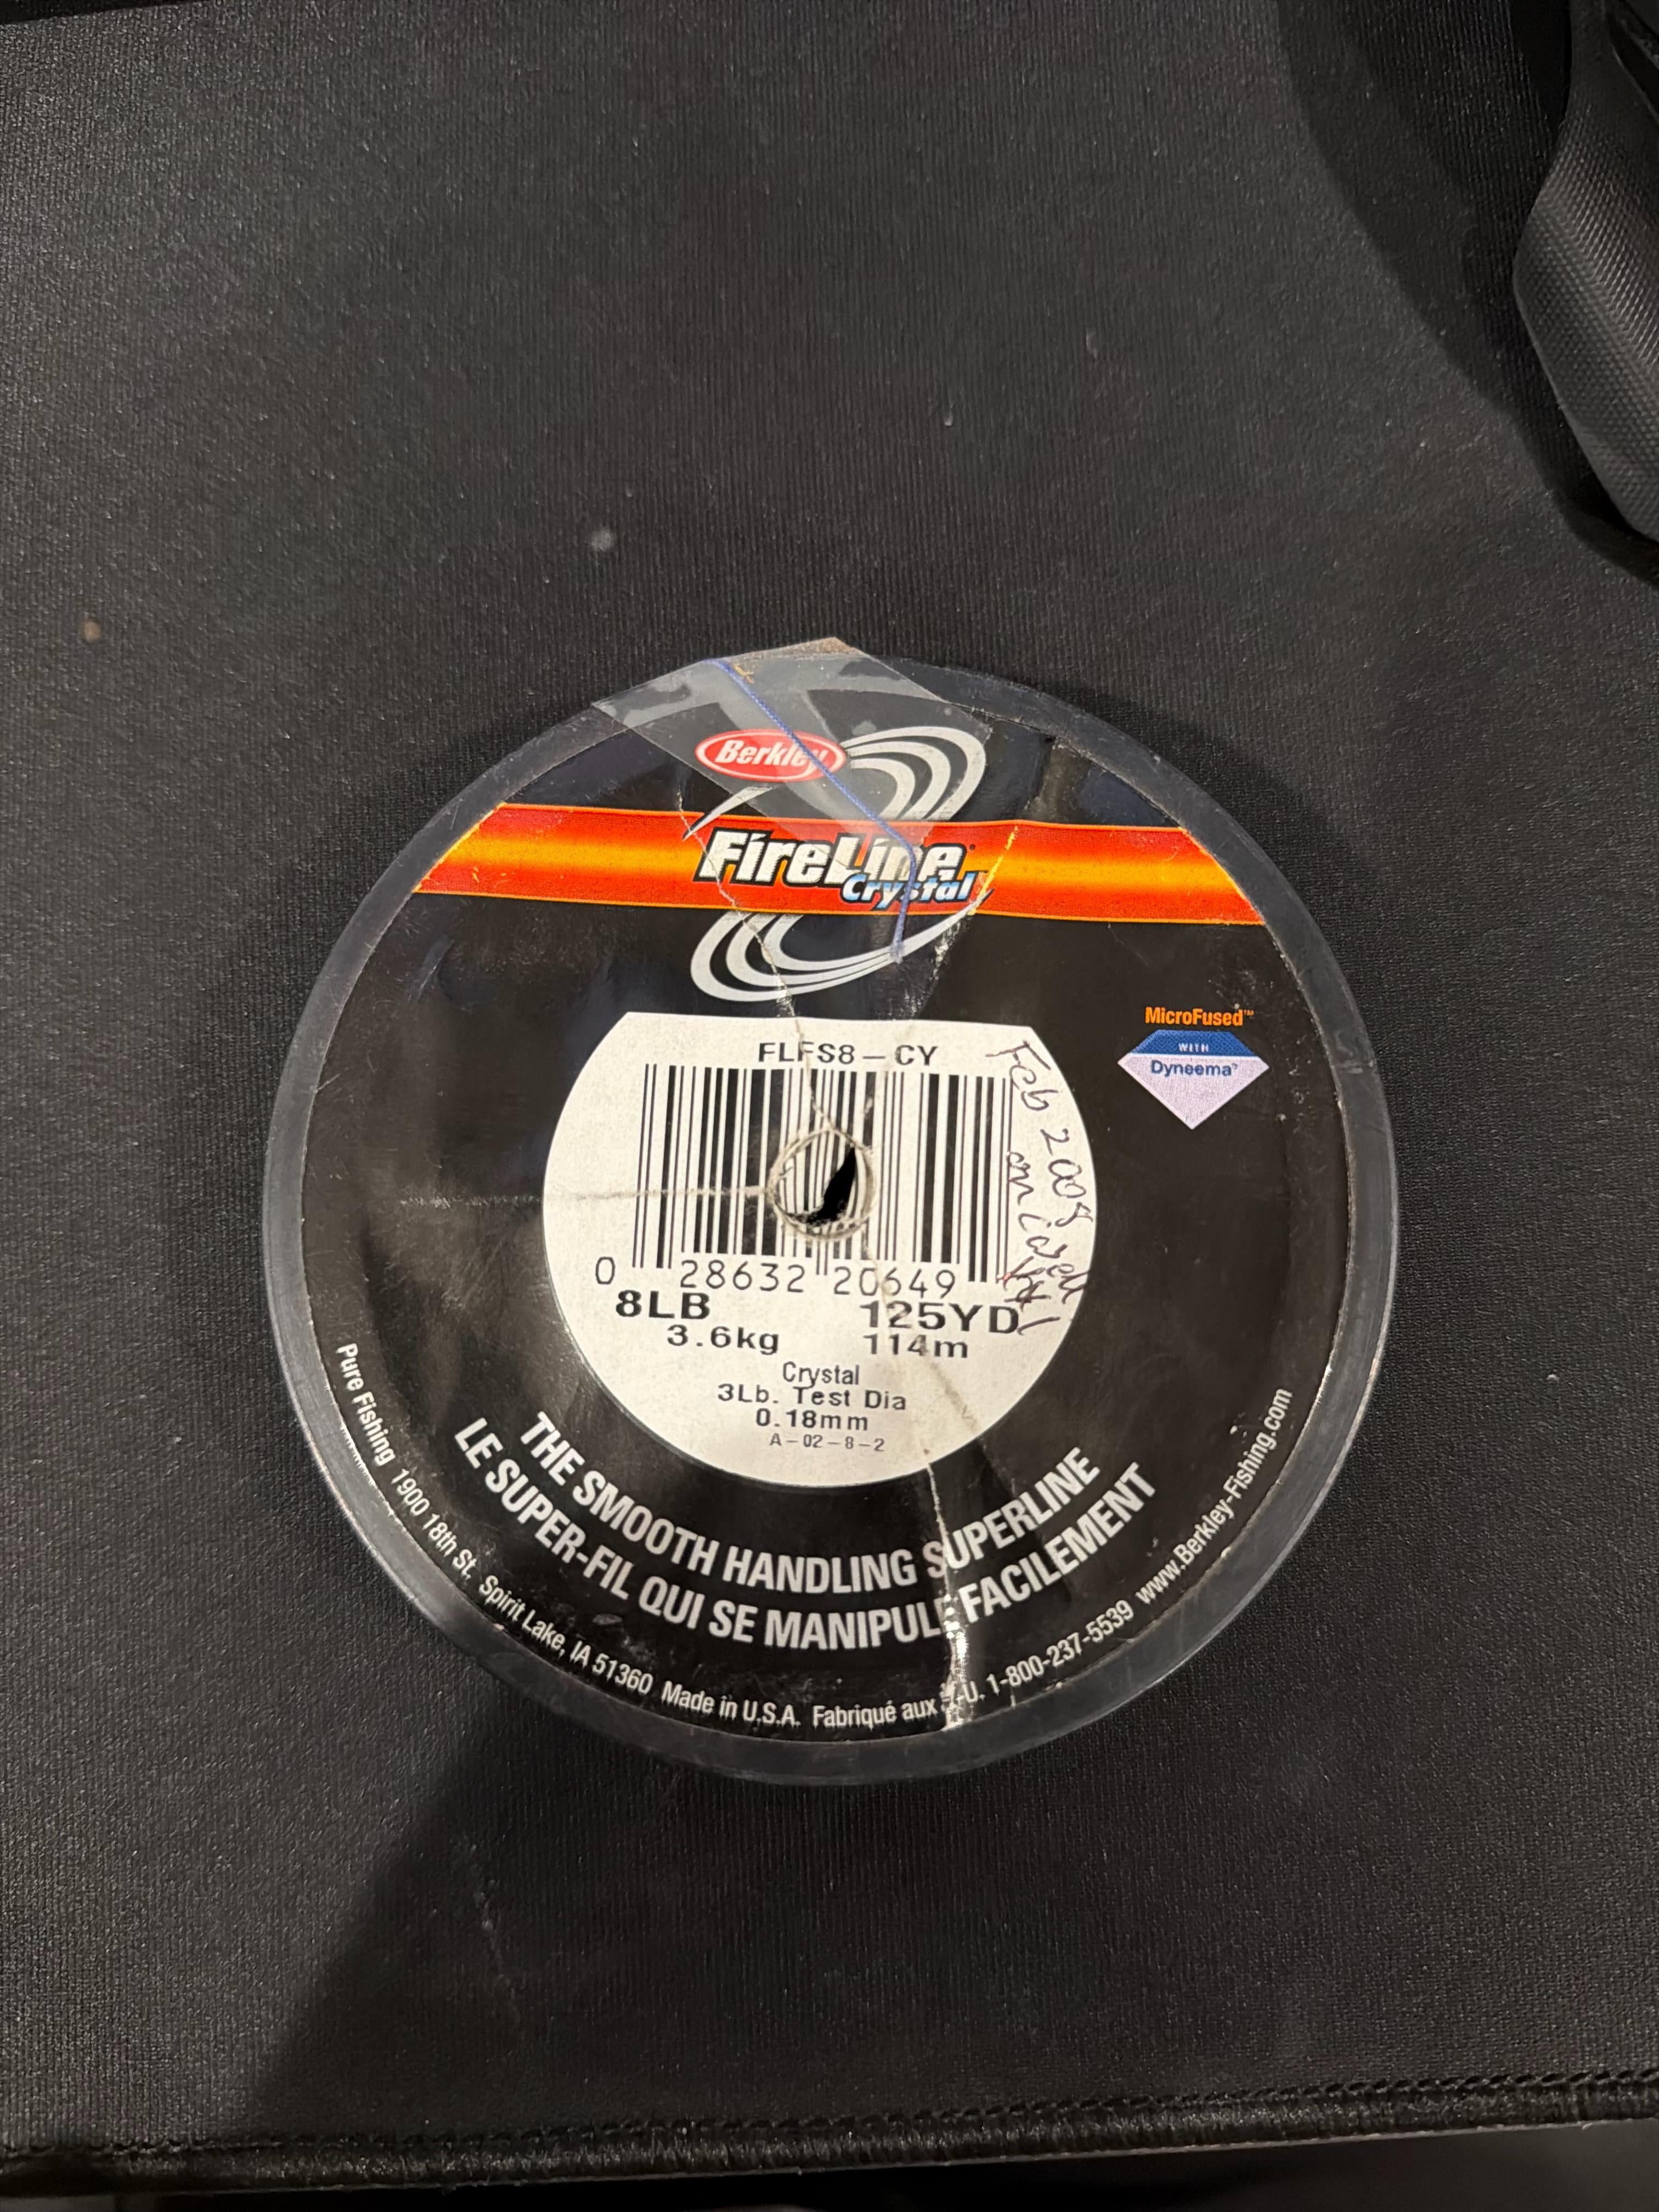 Berkley
FireLine
Crystal
MicroFused™
WITH
Dyneema®
FLFS8-CY
Feb 2009
on
0 28632 20649
8LB 125YD
3.6kg 114m
Crystal
3Lb. Test Dia
0.18mm
A-02-8-2
THE SMOOTH HANDLING SUPERLINE
LE SUPER-FIL QUI SE MANIPULE FACILEMENT
Pure Fishing 1900 18th St. Spirit Lake, IA 51360 Made in U.S.A. Fabriqué aux É.-U. 1-800-237-5539 www.Berkley-Fishing.com